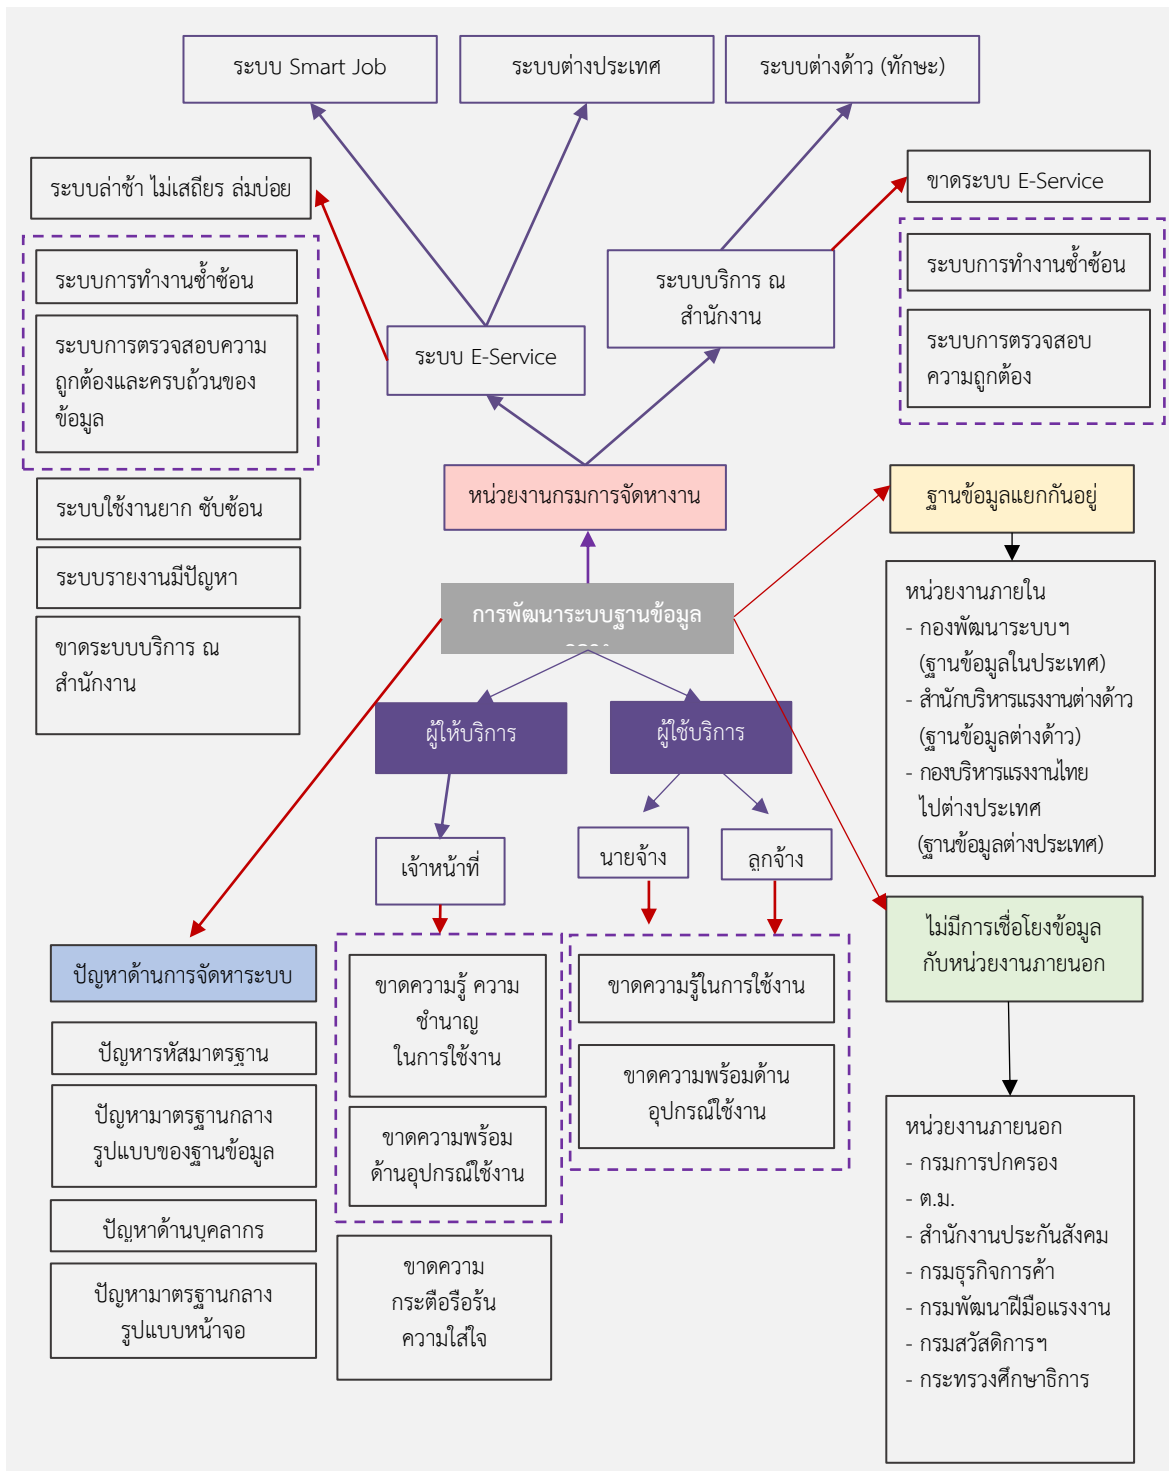 ระบบ Smart Job
ระบบต่างประเทศ
ระบบต่างด้าว (ทักษะ)
ระบบล่าช้า ไม่เสถียร ล่มบ่อย
ขาดระบบ E-Service
ระบบการทำงานซ้ำซ้อน
ระบบการตรวจสอบความ
ถูกต้องและครบถ้วนของ
ข้อมูล
ระบบ E-Service
ระบบบริการ ณ
สำนักงาน
ระบบการทำงานซ้ำซ้อน
ระบบการตรวจสอบ
ความถูกต้อง
ระบบใช้งานยาก ซับซ้อน
ระบบรายงานมีปัญหา
ขาดระบบบริการ ณ
สำนักงาน
หน่วยงานกรมการจัดหางาน
ฐานข้อมูลแยกกันอยู่
การพัฒนาระบบฐานข้อมูล
หน่วยงานภายใน
- กองพัฒนาระบบฯ
(ฐานข้อมูลในประเทศ)
- สำนักบริหารแรงงานต่างด้าว
(ฐานข้อมูลต่างด้าว)
- กองบริหารแรงงานไทย
ไปต่างประเทศ
(ฐานข้อมูลต่างประเทศ)
ผู้ให้บริการ
ผู้ใช้บริการ
เจ้าหน้าที่
นายจ้าง
ลูกจ้าง
ไม่มีการเชื่อโยงข้อมูล
กับหน่วยงานภายนอก
ปัญหาด้านการจัดหาระบบ
ปัญหารหัสมาตรฐาน
ปัญหามาตรฐานกลาง
รูปแบบของฐานข้อมูล
ปัญหาด้านบุคลากร
ปัญหามาตรฐานกลาง
รูปแบบหน้าจอ
ขาดความรู้ ความ
ชำนาญ
ในการใช้งาน
ขาดความพร้อม
ด้านอุปกรณ์ใช้งาน
ขาดความ
กระตือรือร้น
ความใส่ใจ
ขาดความรู้ในการใช้งาน
ขาดความพร้อมด้าน
อุปกรณ์ใช้งาน
หน่วยงานภายนอก
- กรมการปกครอง
- ต.ม.
- สำนักงานประกันสังคม
- กรมธุรกิจการค้า
- กรมพัฒนาฝีมือแรงงาน
- กรมสวัสดิการฯ
- กระทรวงศึกษาธิการ